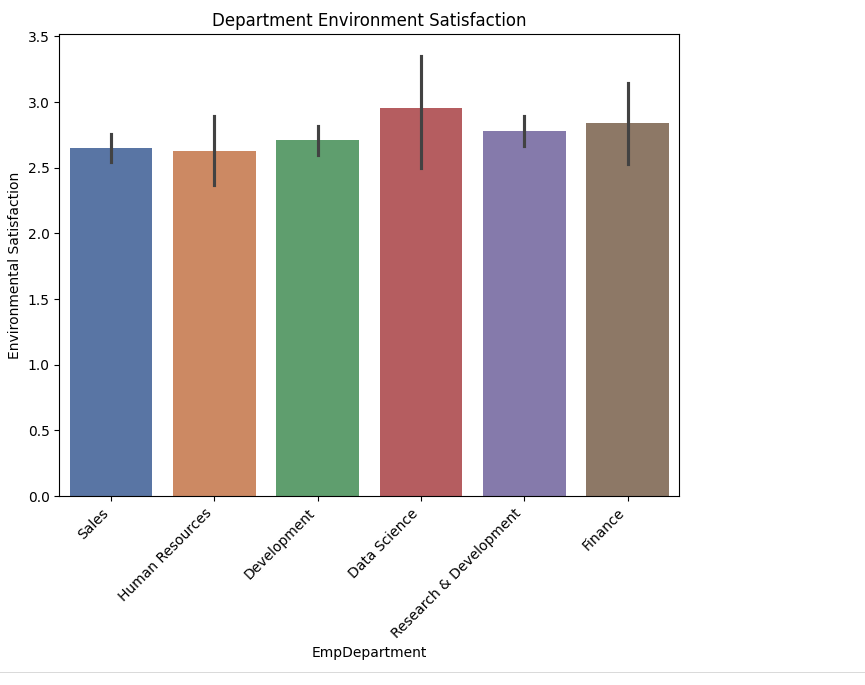 Department Environment Satisfaction
Environmental Satisfaction
3.5
3.0
2.5
2.0
1.5
1.0
0.5
0.0
Sales
Human Resources
Development
Data Science
Research & Development
Finance
EmpDepartment